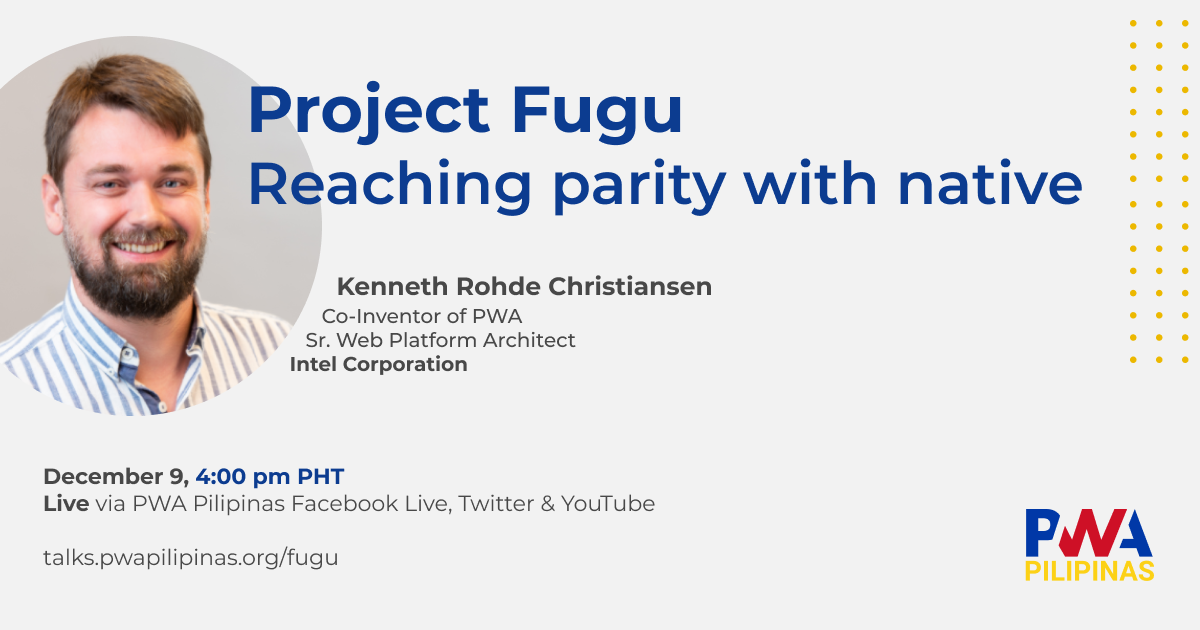 Project Fugu
Reaching parity with native
Kenneth Rohde Christiansen
Co-Inventor of PWA
Sr. Web Platform Architect
Intel Corporation
December 9, 4:00 pm PHT
Live via PWA Pilipinas Facebook Live, Twitter & YouTube
talks.pwapilipinas.org/fugu
PWA
PILIPINAS